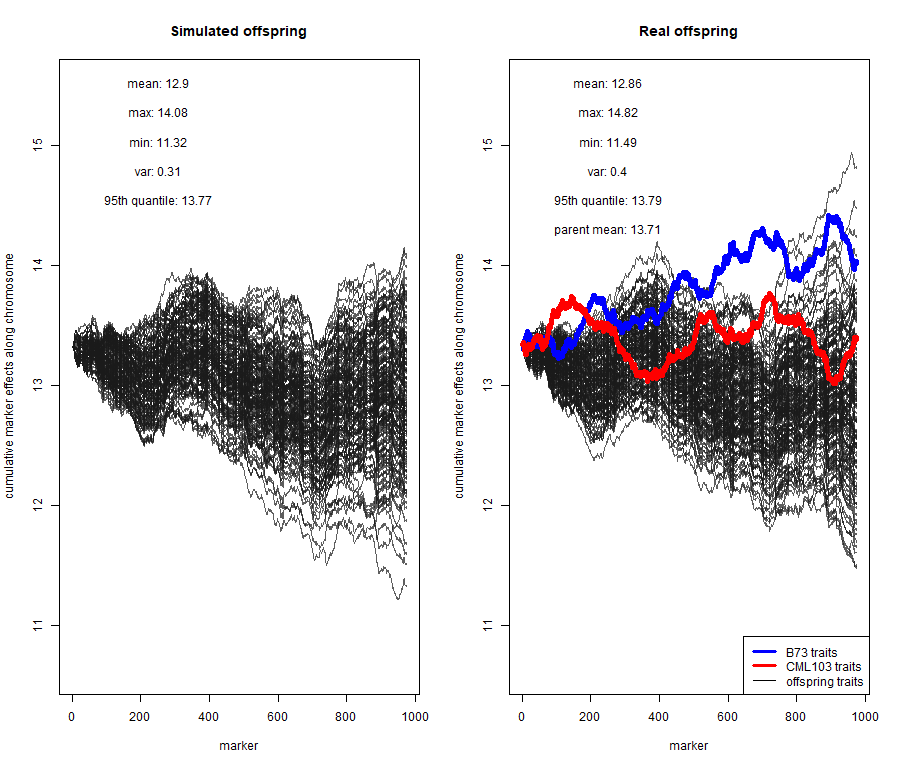 Simulated offspring
mean: 12.9
max: 14.08
min: 11.32
var: 0.31
95th quantile: 13.77
cumulative marker effects along chromosome
15
14
13
12
11
0 200 400 600 800 1000
marker
Real offspring
mean: 12.86
max: 14.82
min: 11.49
var: 0.4
95th quantile: 13.79
parent mean: 13.71
cumulative marker effects along chromosome
15
14
13
12
11
B73 traits
CML103 traits
offspring traits
0 200 400 600 800 1000
marker